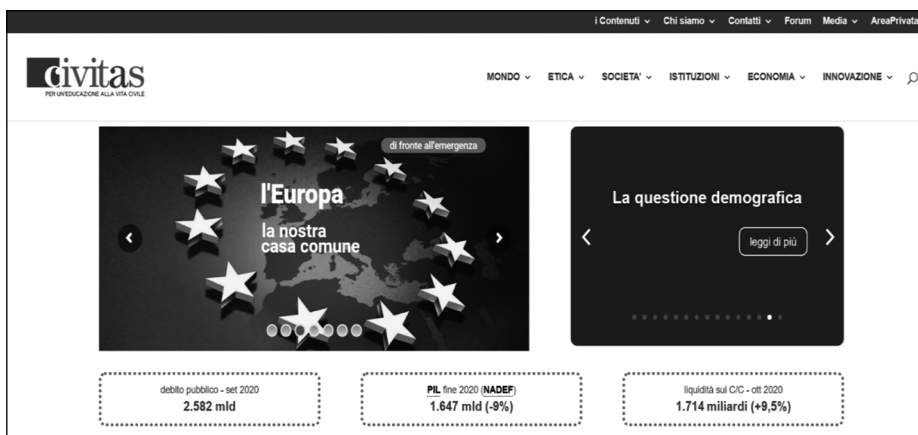 i Contenuti Chi siamo Contatti Forum Media AreaPrivata
civitas
PER UN'EDUCAZIONE ALLA VITA CIVILE
MONDO ETICA SOCIETA' ISTITUZIONI ECONOMIA INNOVAZIONE
di fronte all'emergenza
l'Europa
la nostra
casa comune
La questione demografica
leggi di più
debito pubblico - set 2020
2.582 mld
PIL fine 2020 (NADEF)
1.647 mld (-9%)
liquidità sui C/C - ott 2020
1.714 miliardi (+9,5%)